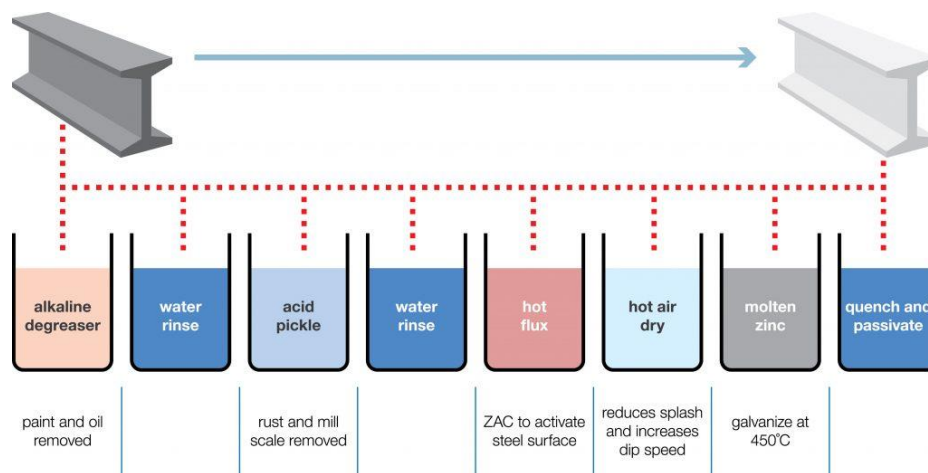 alkaline
degreaser
water
rinse
acid
pickle
water
rinse
hot
flux
hot air
dry
molten
zinc
quench and
passivate
paint and oil
removed
rust and mill
scale removed
ZAC to activate
steel surface
reduces splash
and increases
dip speed
galvanize at
450°C